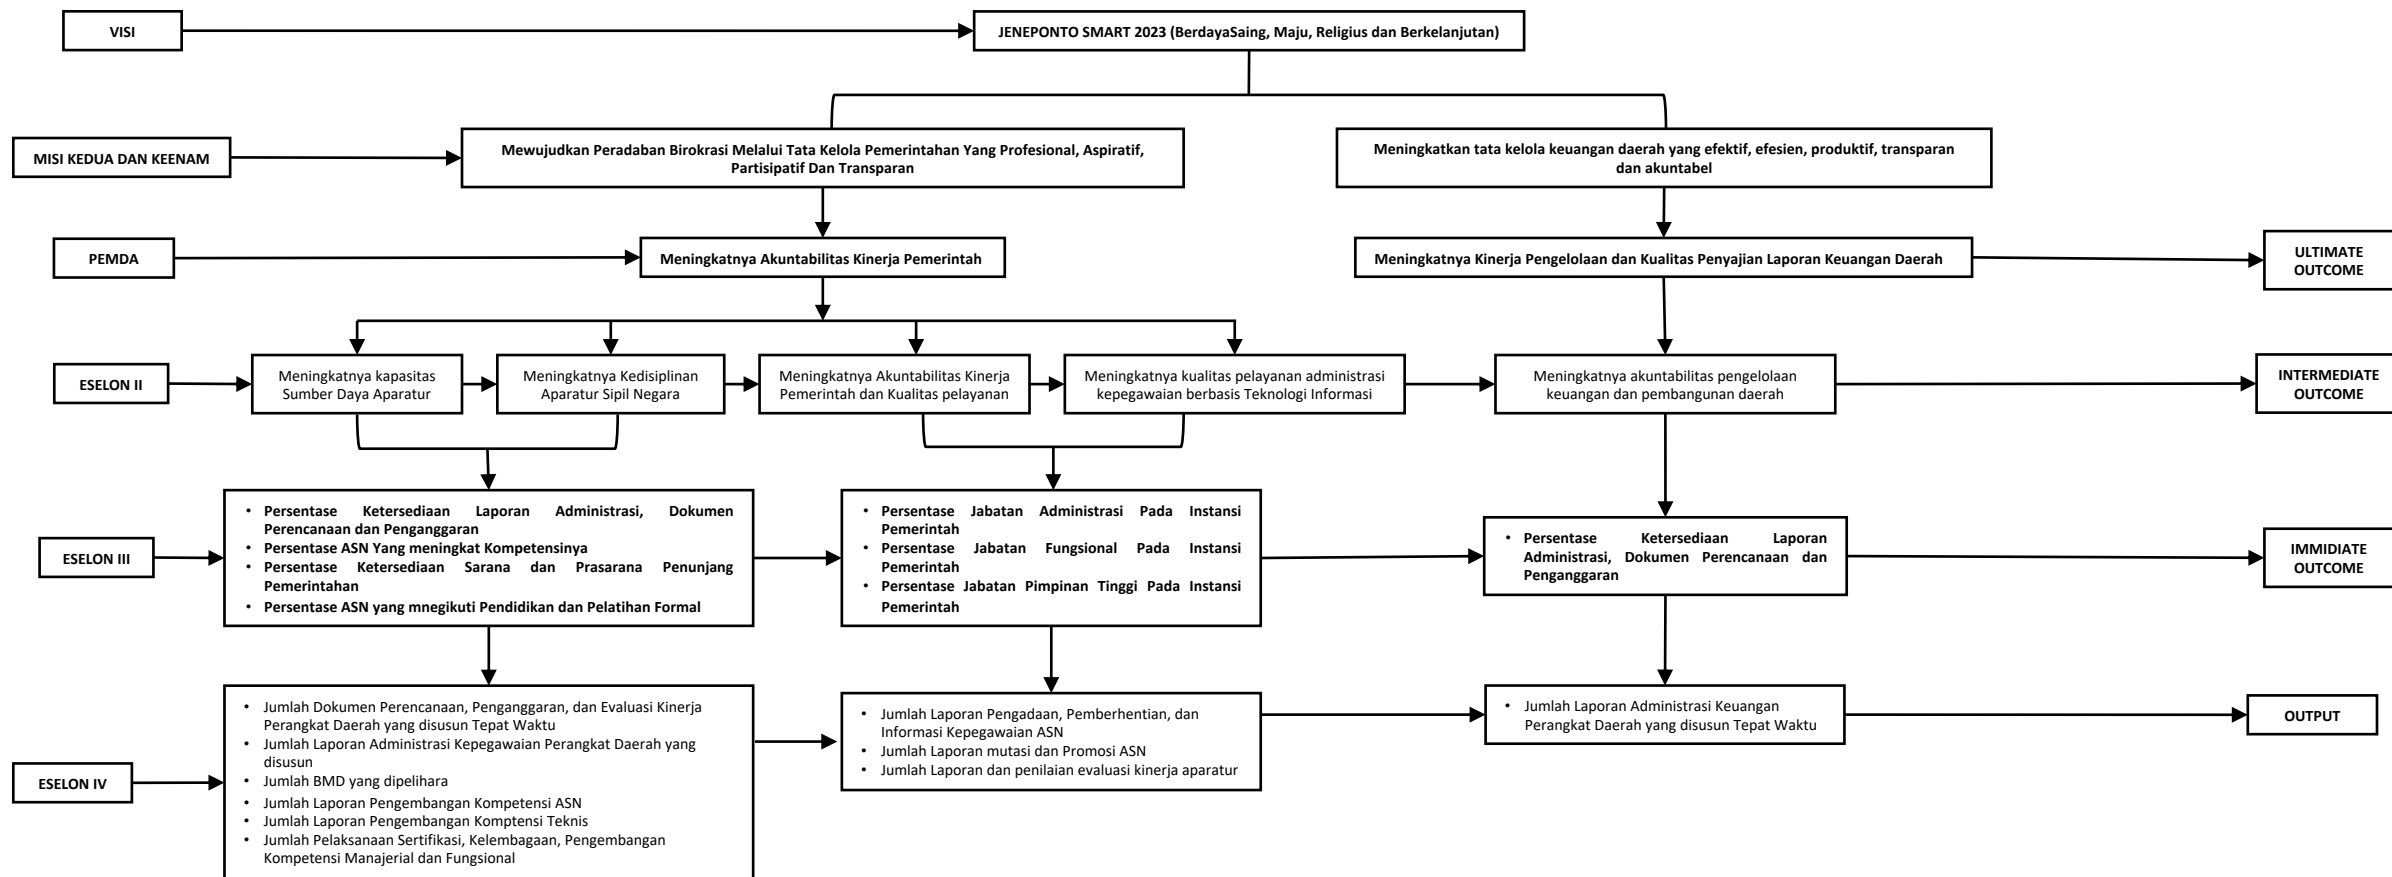 VISI
JENEPONTO SMART 2023 (BerdayaSaing, Maju, Religius dan Berkelanjutan)
MISI KEDUA DAN KEENAM
Mewujudkan Peradaban Birokrasi Melalui Tata Kelola Pemerintahan Yang Profesional, Aspiratif,
Partisipatif Dan Transparan
Meningkatkan tata kelola keuangan daerah yang efektif, efesien, produktif, transparan
dan akuntabel
PEMDA
Meningkatnya Akuntabilitas Kinerja Pemerintah
Meningkatnya Kinerja Pengelolaan dan Kualitas Penyajian Laporan Keuangan Daerah
ULTIMATE
OUTCOME
ESELON II
Meningkatnya kapasitas
Sumber Daya Aparatur
Meningkatnya Kedisiplinan
Aparatur Sipil Negara
Meningkatnya Akuntabilitas Kinerja
Pemerintah dan Kualitas pelayanan
Meningkatnya kualitas pelayanan administrasi
kepegawaian berbasis Teknologi Informasi
Meningkatnya akuntabilitas pengelolaan
keuangan dan pembangunan daerah
INTERMEDIATE
OUTCOME
ESELON III
• Persentase Ketersediaan Laporan Administrasi, Dokumen
Perencanaan dan Penganggaran
• Persentase ASN Yang meningkat Kompetensinya
• Persentase Ketersediaan Sarana dan Prasarana Penunjang
Pemerintahan
• Persentase ASN yang mnegikuti Pendidikan dan Pelatihan Formal
• Persentase Jabatan Administrasi Pada Instansi
Pemerintah
• Persentase Jabatan Fungsional Pada Instansi
Pemerintah
• Persentase Jabatan Pimpinan Tinggi Pada Instansi
Pemerintah
• Persentase Ketersediaan Laporan
Administrasi, Dokumen Perencanaan dan
Penganggaran
IMMIDIATE
OUTCOME
ESELON IV
• Jumlah Dokumen Perencanaan, Penganggaran, dan Evaluasi Kinerja
Perangkat Daerah yang disusun Tepat Waktu
• Jumlah Laporan Administrasi Kepegawaian Perangkat Daerah yang
disusun
• Jumlah BMD yang dipelihara
• Jumlah Laporan Pengembangan Kompetensi ASN
• Jumlah Laporan Pengembangan Komptensi Teknis
• Jumlah Pelaksanaan Sertifikasi, Kelembagaan, Pengembangan
Kompetensi Manajerial dan Fungsional
• Jumlah Laporan Pengadaan, Pemberhentian, dan
Informasi Kepegawaian ASN
• Jumlah Laporan mutasi dan Promosi ASN
• Jumlah Laporan dan penilaian evaluasi kinerja aparatur
• Jumlah Laporan Administrasi Keuangan
Perangkat Daerah yang disusun Tepat Waktu
OUTPUT